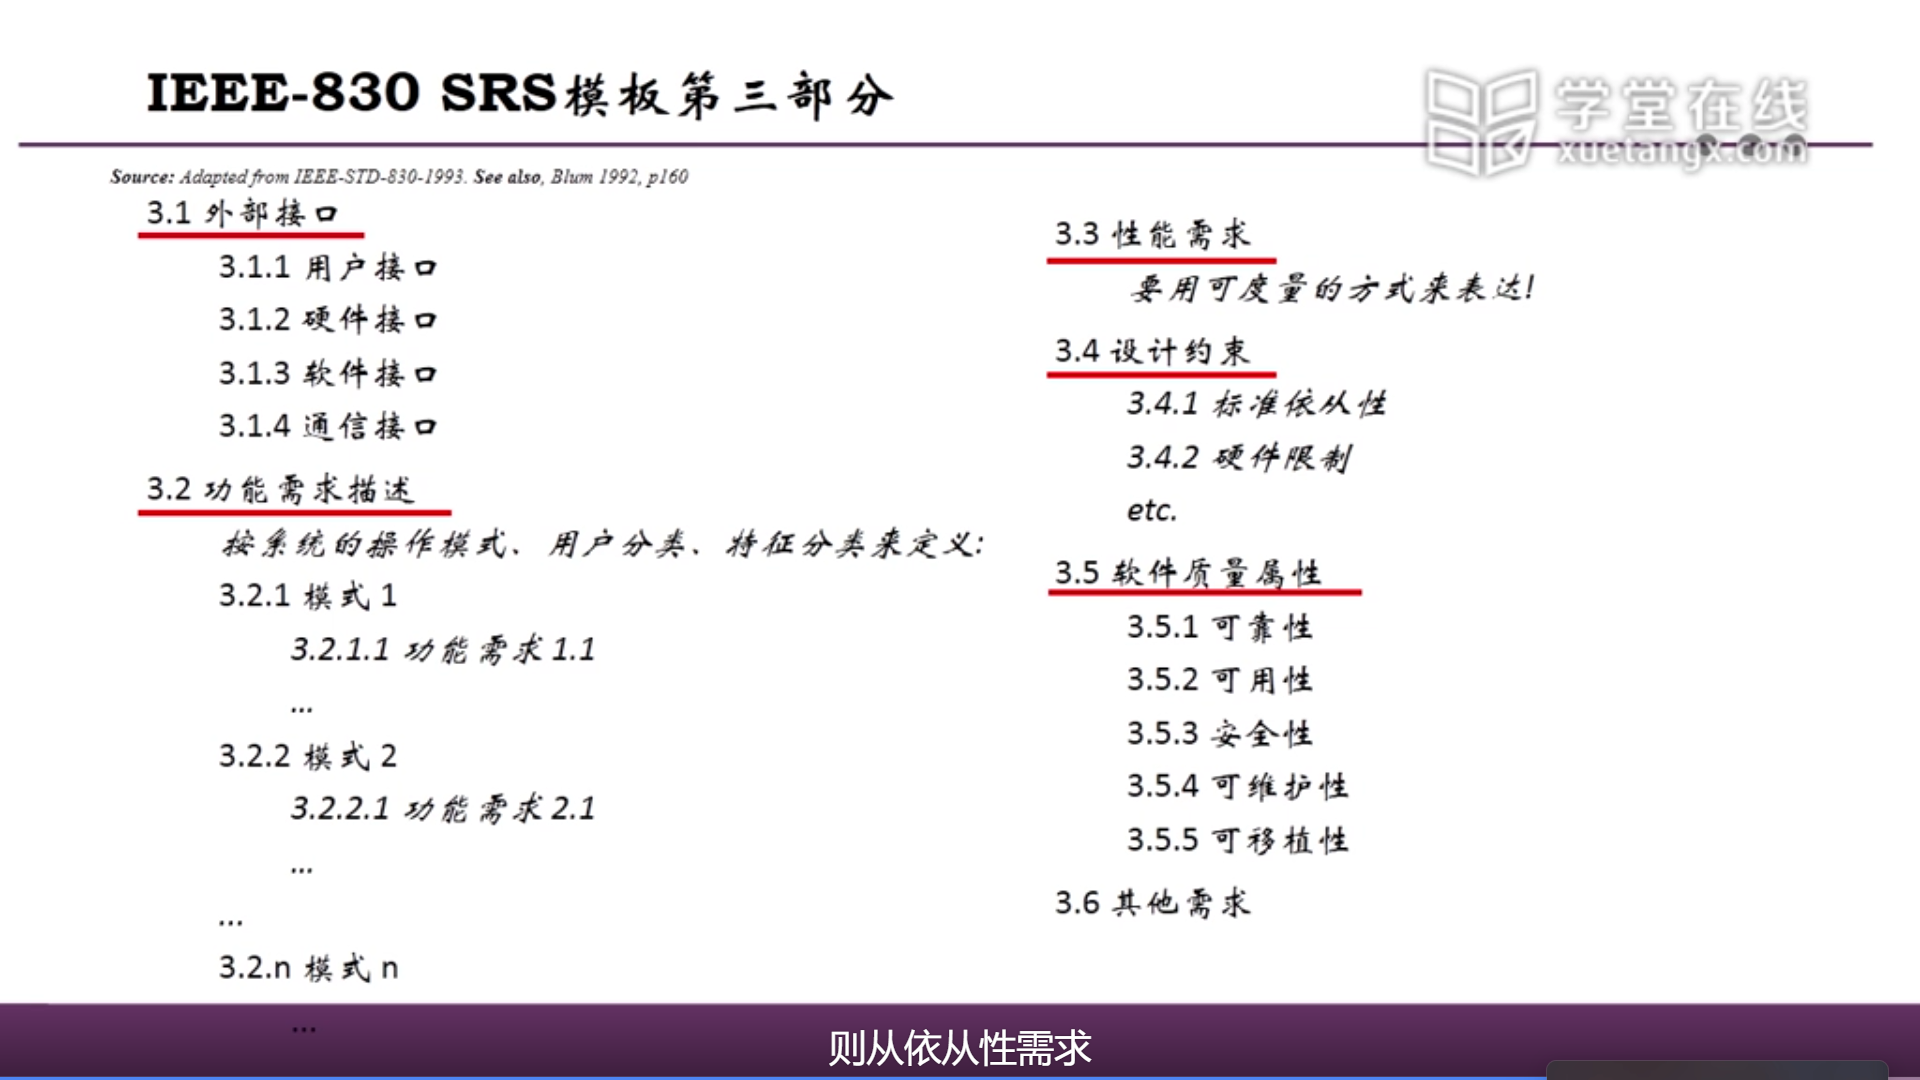 IEEE-830 SRS模板第三部分
学堂在线
xuetangx.com
Source: Adapted from IEEE-STD-830-1993. See also, Blum 1992, p160
3.1 外部接口
3.1.1 用户接口
3.1.2 硬件接口
3.1.3 软件接口
3.1.4 通信接口
3.2 功能需求描述
按系统的操作模式、用户分类、特征分类来定义:
3.2.1 模式 1
3.2.1.1 功能需求 1.1
...
3.2.2 模式 2
3.2.2.1 功能需求 2.1
...
...
3.2.n 模式 n
...
3.3 性能需求
要用可度量的方式来表达!
3.4 设计约束
3.4.1 标准依从性
3.4.2 硬件限制
etc.
3.5 软件质量属性
3.5.1 可靠性
3.5.2 可用性
3.5.3 安全性
3.5.4 可维护性
3.5.5 可移植性
3.6 其他需求
则从依从性需求